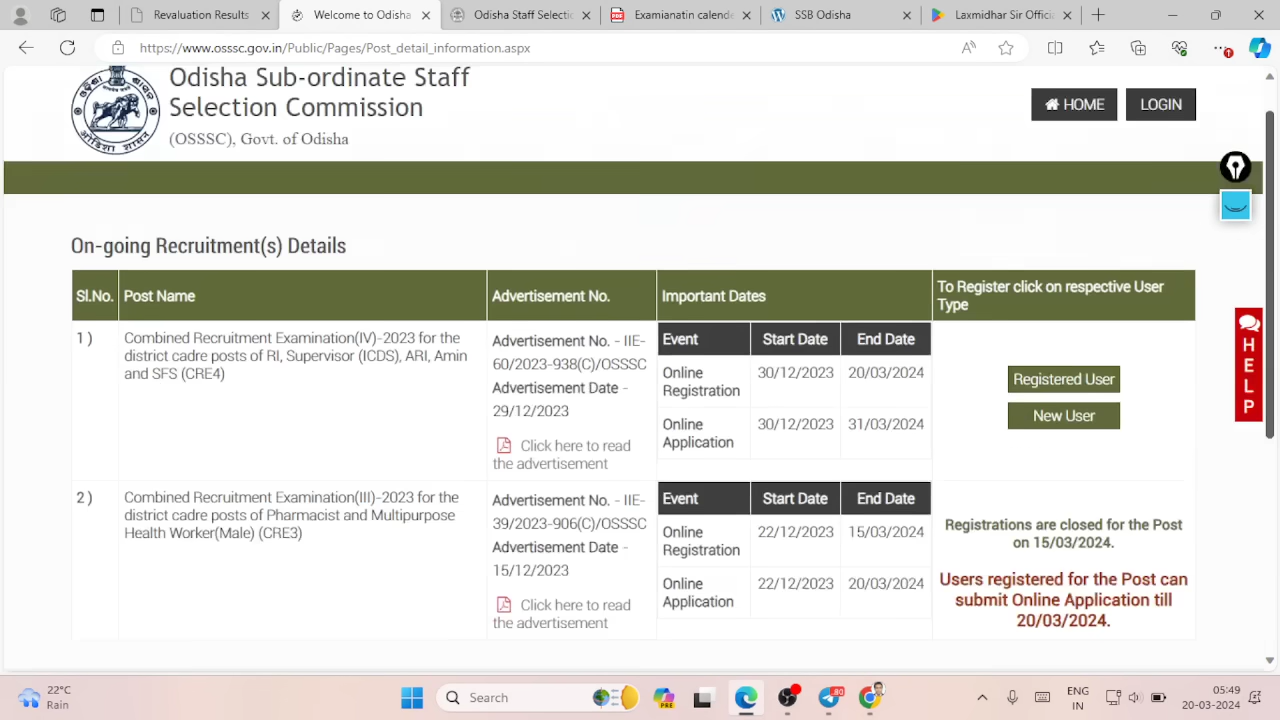 Revaluation
Welcome To Odisha
Odisha Staff Selecti
Examianatin calend
SSB Odisha
Laxmidhar in Officia
https://www.osssc.gov.in/Public/Pages/Post_detail_information.aspx
Odisha Sub-ordinate Staff
Selection Commission
(OSSSC), Govt. of Odisha
HOME
LOGIN
On-going Recruitment(s) Details
Sl.No.
Post Name
Advertisement No.
Important Dates
To Register click on respective User
Type
1 )
Combined Recruitment Examination(IV)-2023 for the
district cadre posts of RI, Supervisor (ICDS), ARI, Amin
and SFS (CRE4)
Advertisement No. - IIE-
60/2023-938(C)/OSSSC
Advertisement Date -
29/12/2023
Click here to read
the advertisement
Event Start Date End Date
Online
Registration
30/12/2023 20/03/2024
Online
Application
30/12/2023 31/03/2024
Registered User
New User
2 )
Combined Recruitment Examination(III)-2023 for the
district cadre posts of Pharmacist and Multipurpose
Health Worker(Male) (CRE3)
Advertisement No. - IIE-
39/2023-906(C)/OSSSC
Advertisement Date -
15/12/2023
Click here to read
the advertisement
Event Start Date End Date
Online
Registration
22/12/2023 15/03/2024
Online
Application
22/12/2023 20/03/2024
Registrations are closed for the Post
on 15/03/2024.
Users registered for the Post can
submit Online Application till
20/03/2024.
H
E
L
P
22°C
Rain
Search
PRE
80
ENG
IN
05:49
20-03-2024